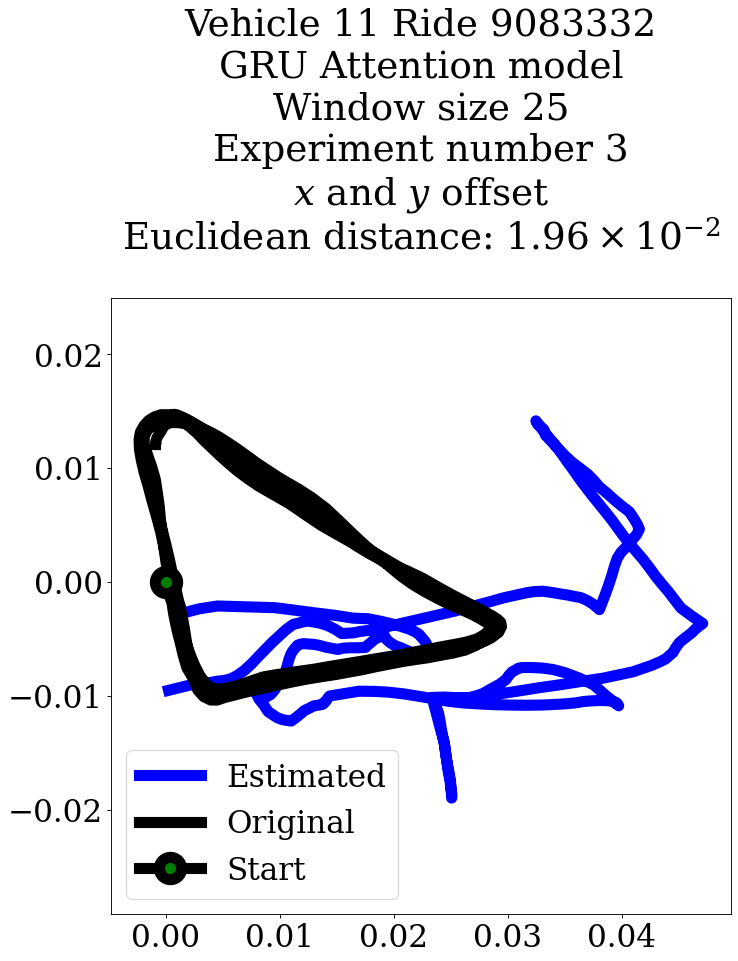 Vehicle 11 Ride 9083332
GRU Attention model
Window size 25
Experiment number 3
x and y offset
Euclidean distance: 1.96 × 10⁻²
0.02
0.01
0.00
−0.01
−0.02
Estimated
Original
Start
0.00 0.01 0.02 0.03 0.04